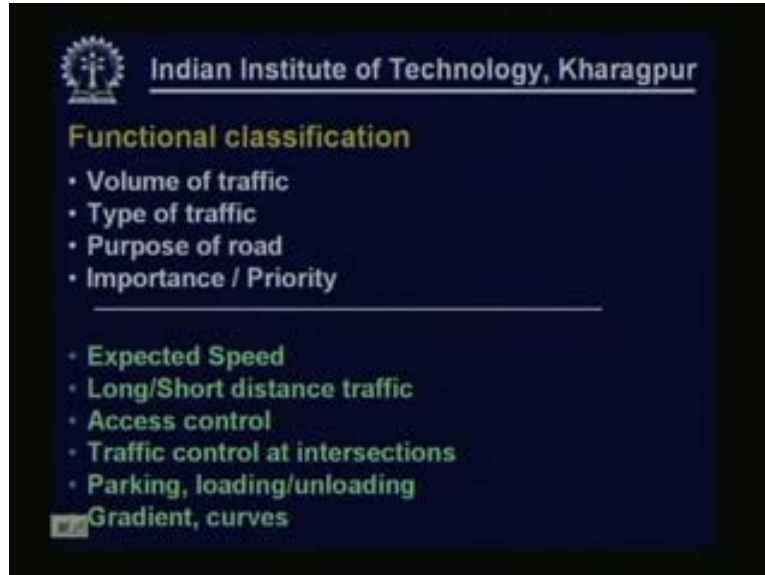 Indian Institute of Technology, Kharagpur
Functional classification
• Volume of traffic
• Type of traffic
• Purpose of road
• Importance / Priority
• Expected Speed
• Long/Short distance traffic
• Access control
• Traffic control at intersections
• Parking, loading/unloading
Gradient, curves